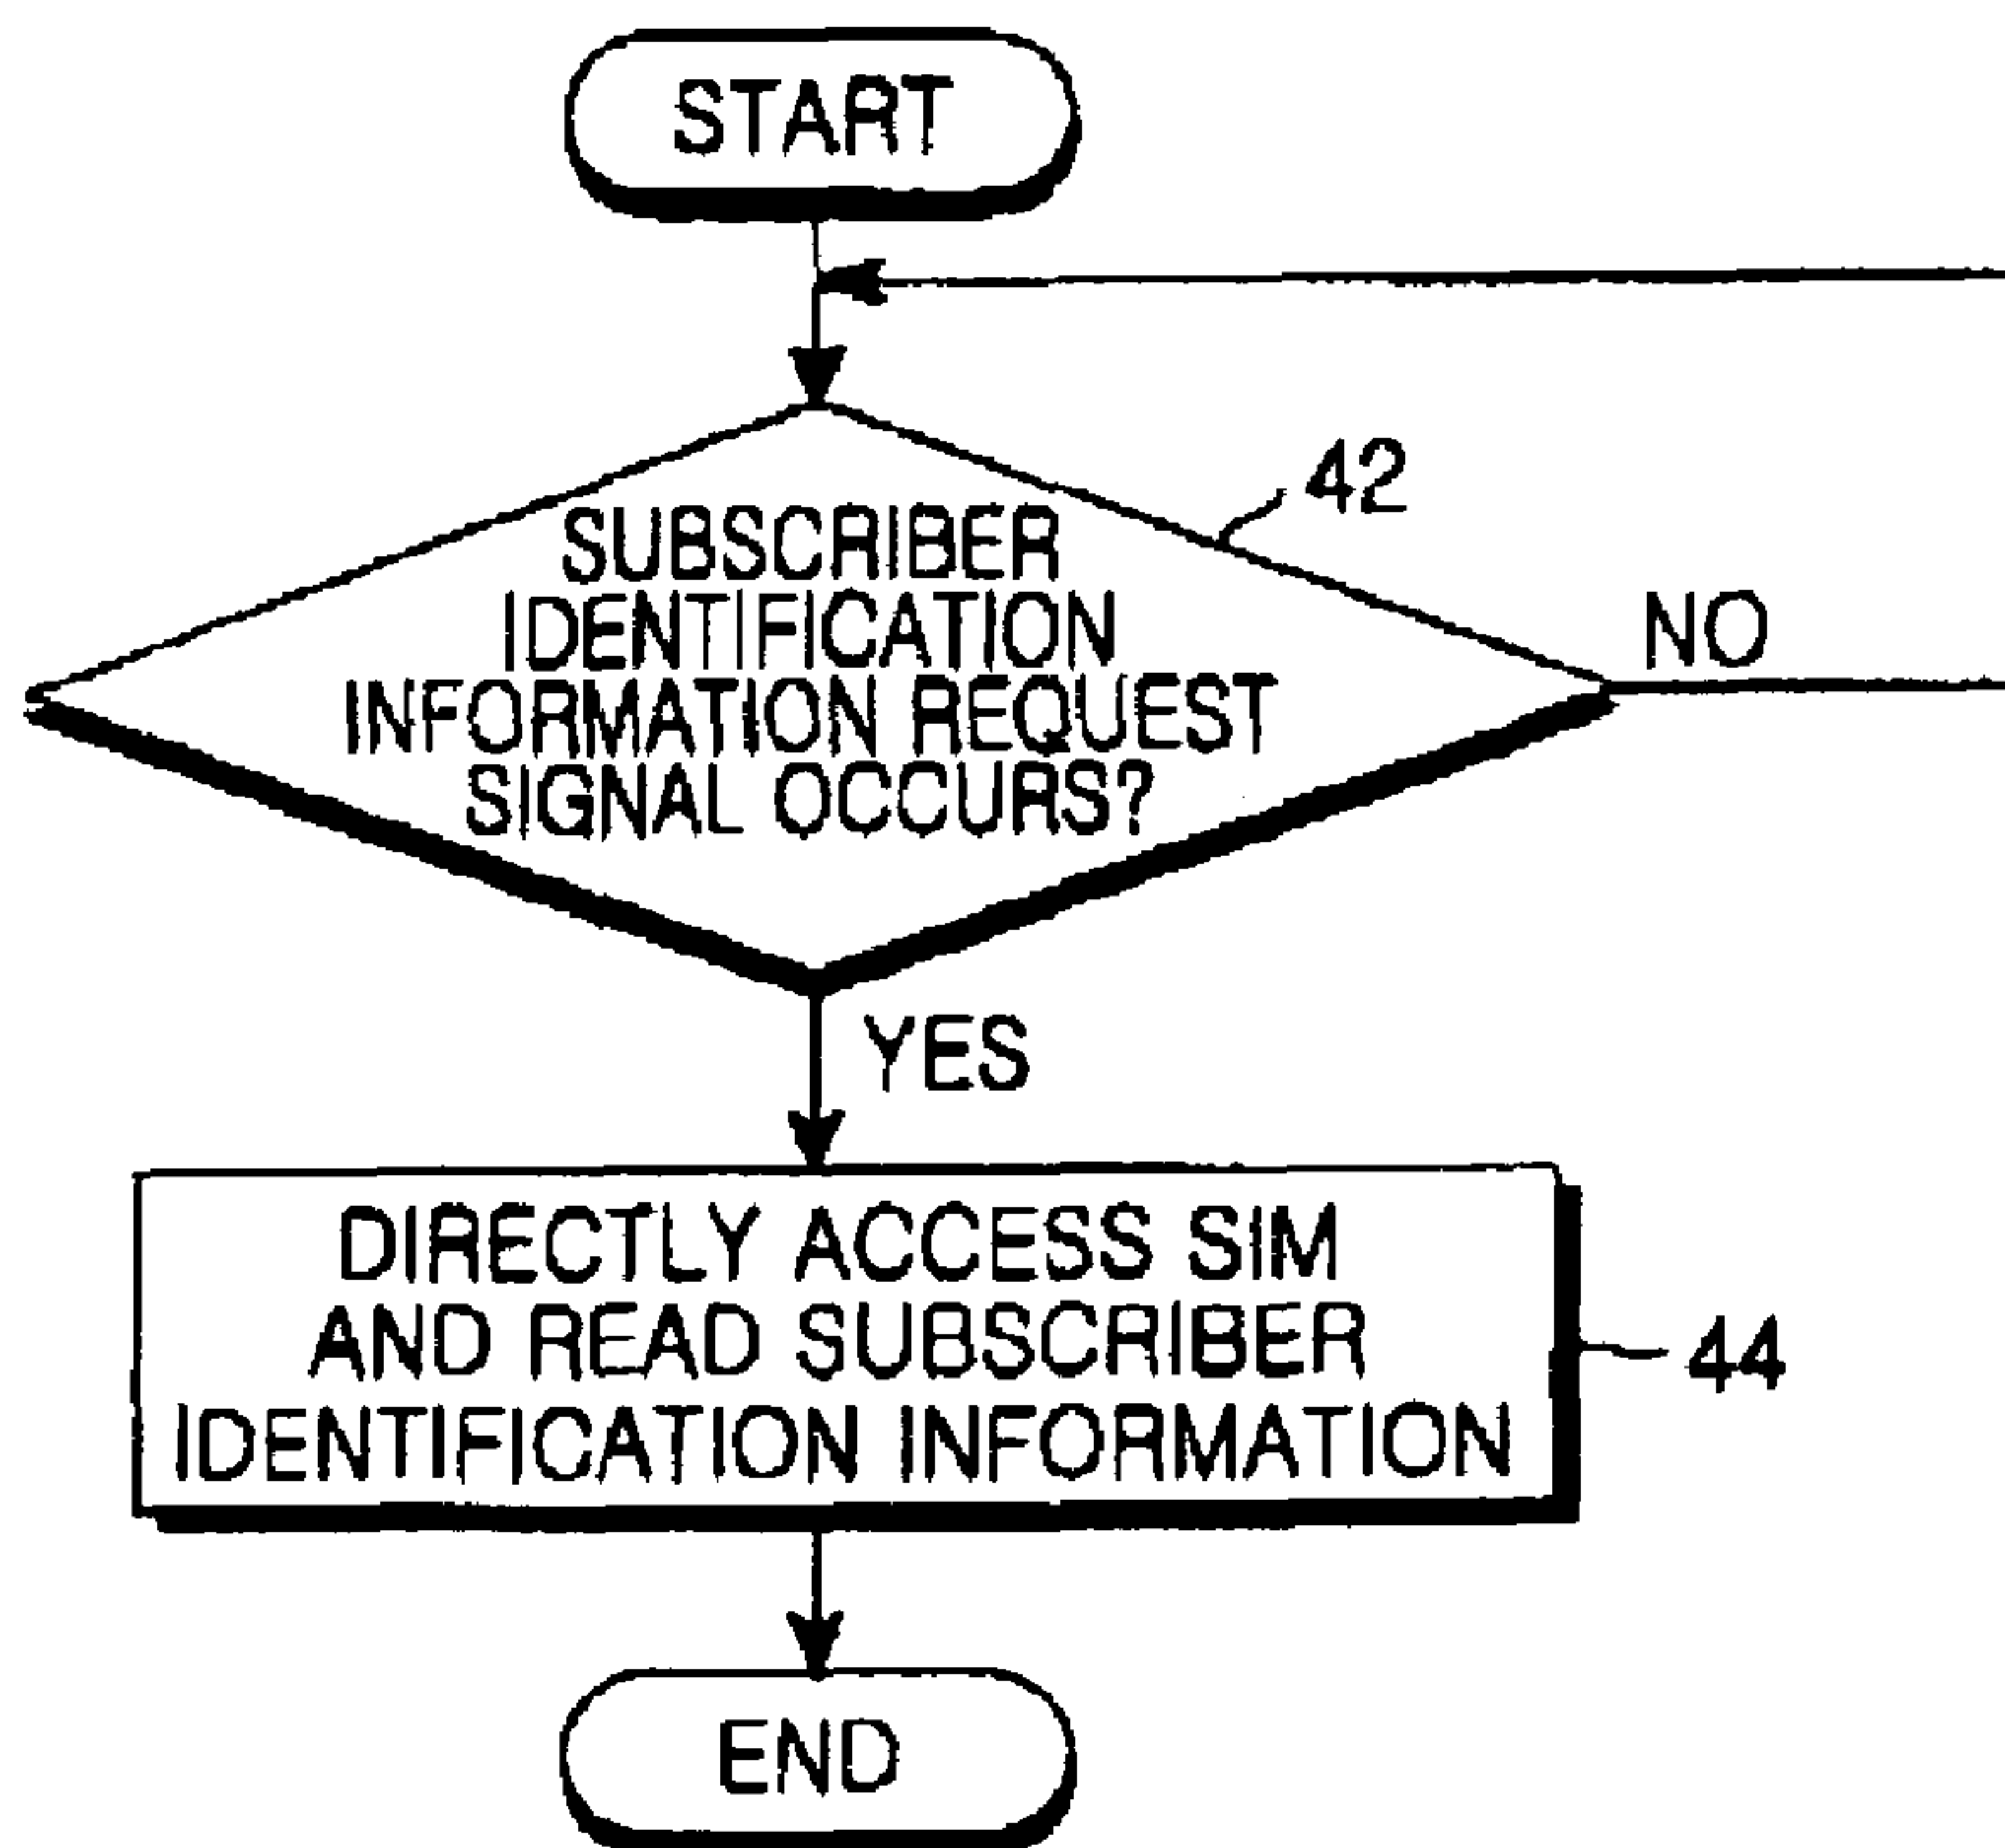 START
42
SUBSCRIBER
IDENTIFICATION
INFORMATION REQUEST
SIGNAL OCCURS?
NO
YES
DIRECTLY ACCESS SIM
AND READ SUBSCRIBER
IDENTIFICATION INFORMATION
44
END